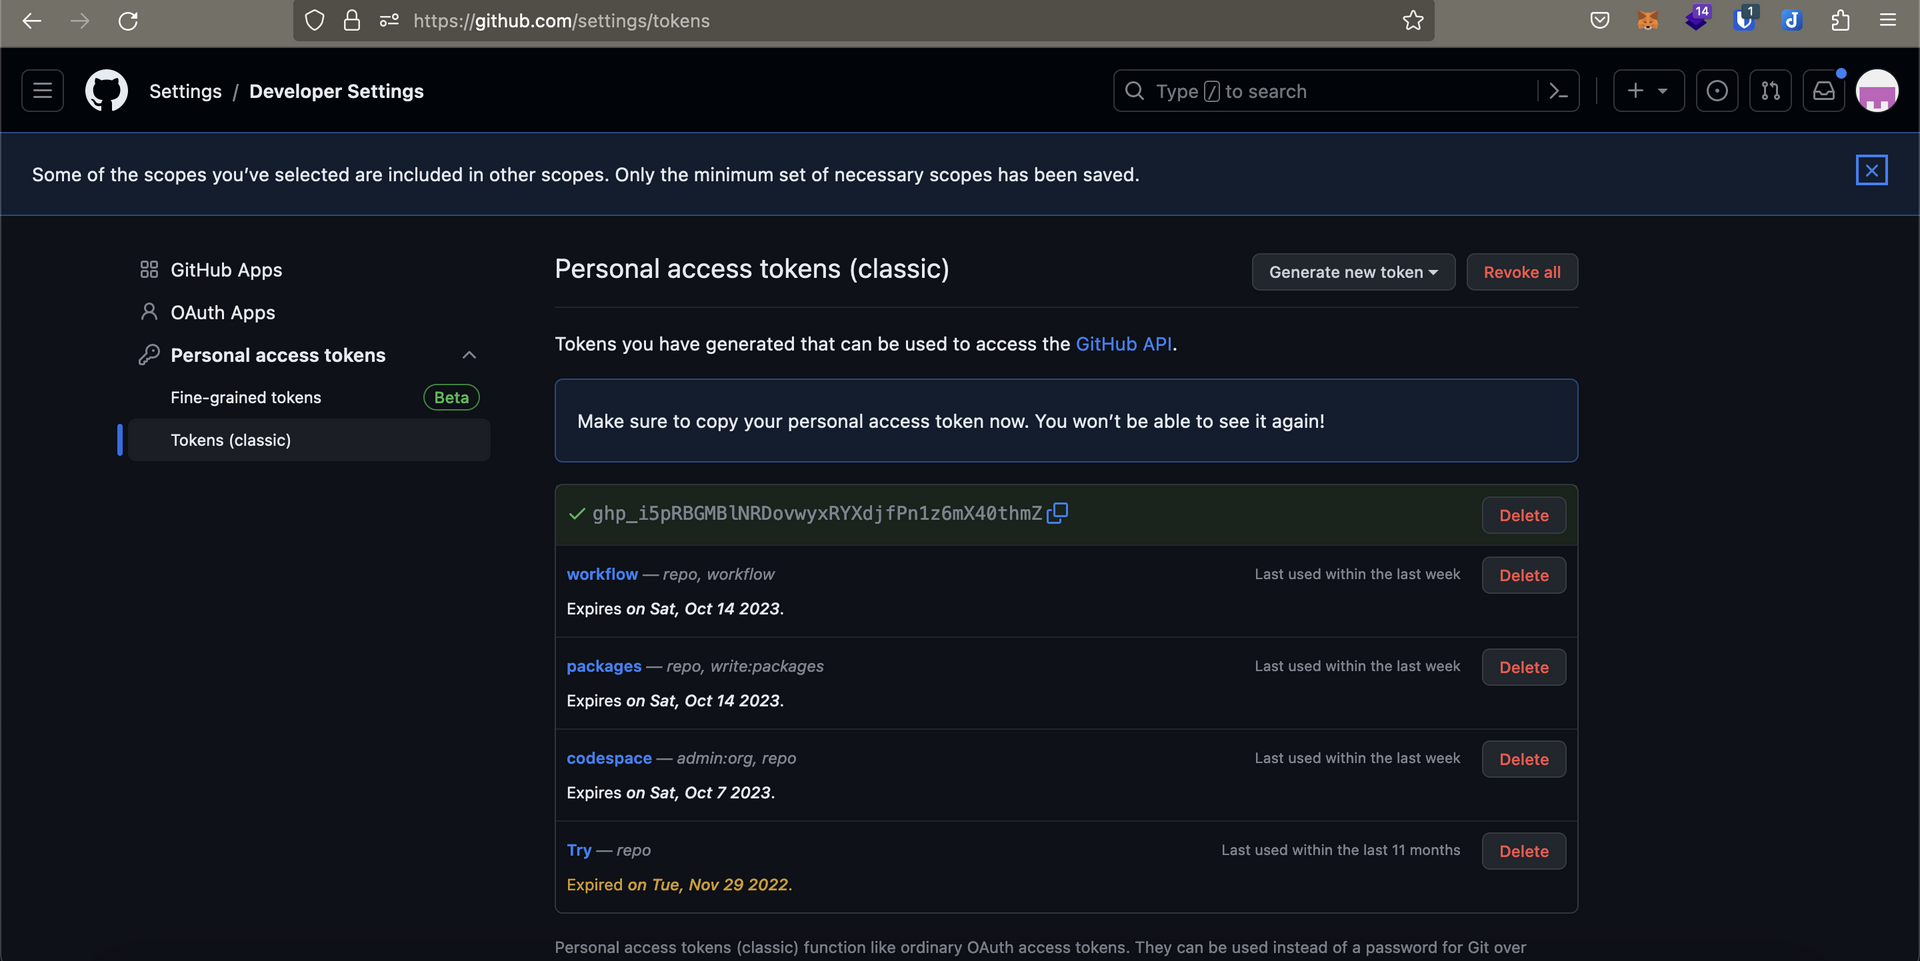 https://github.com/settings/tokens
14
1
Settings / Developer Settings
Type / to search
Some of the scopes you’ve selected are included in other scopes. Only the minimum set of necessary scopes has been saved.
GitHub Apps
OAuth Apps
Personal access tokens
Fine-grained tokens
Beta
Tokens (classic)
Personal access tokens (classic)
Generate new token
Revoke all
Tokens you have generated that can be used to access the GitHub API.
Make sure to copy your personal access token now. You won’t be able to see it again!
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
Delete
workflow — repo, workflow
Last used within the last week
Delete
Expires on Sat, Oct 14 2023.
packages — repo, write:packages
Last used within the last week
Delete
Expires on Sat, Oct 14 2023.
codespace — admin:org, repo
Last used within the last week
Delete
Expires on Sat, Oct 7 2023.
Try — repo
Last used within the last 11 months
Delete
Expired on Tue, Nov 29 2022.
Personal access tokens (classic) function like ordinary OAuth access tokens. They can be used instead of a password for Git over